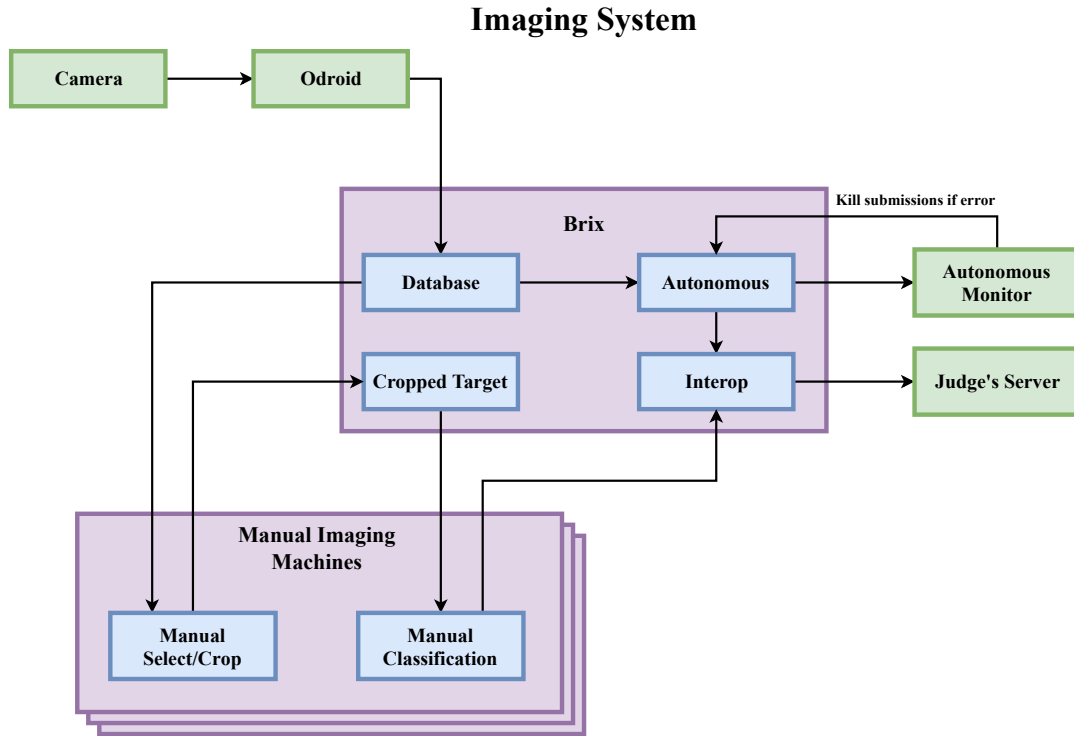 Imaging System
Camera
Odroid
Kill submissions if error
Brix
Database
Autonomous
Autonomous
Monitor
Cropped Target
Interop
Judge's Server
Manual Imaging
Machines
Manual
Select/Crop
Manual
Classification